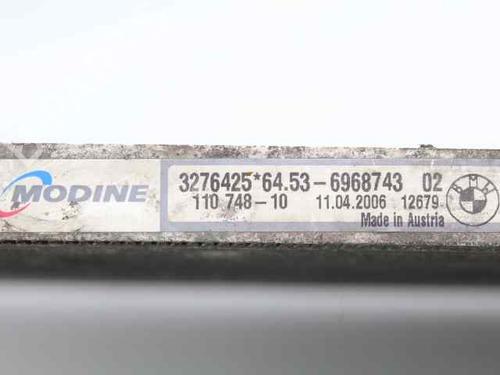 MODINE
3276425*64.53-6968743 02
110 748-10 11.04.2006 12679
Made in Austria
BMW